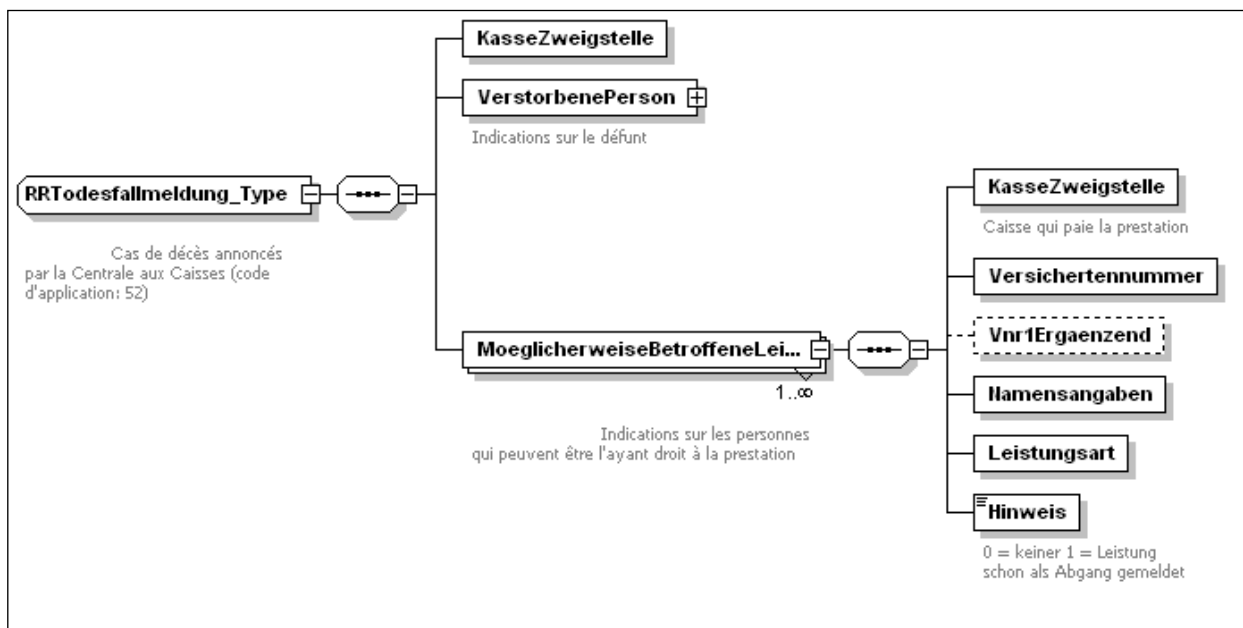 KasseZweigstelle
VerstorbenePerson
Indications sur le défunt
RRTodesfallmeldung_Type
Cas de décès annoncés
par la Centrale aux Caisses (code
d'application: 52)
MoeglicherweiseBetroffeneLei...
1..∞
Indications sur les personnes
qui peuvent être l'ayant droit à la prestation
KasseZweigstelle
Caisse qui paie la prestation
Versichertennummer
Vnr1Ergaenzend
Namensangaben
Leistungsart
Hinweis
0 = keiner 1 = Leistung
schon als Abgang gemeldet